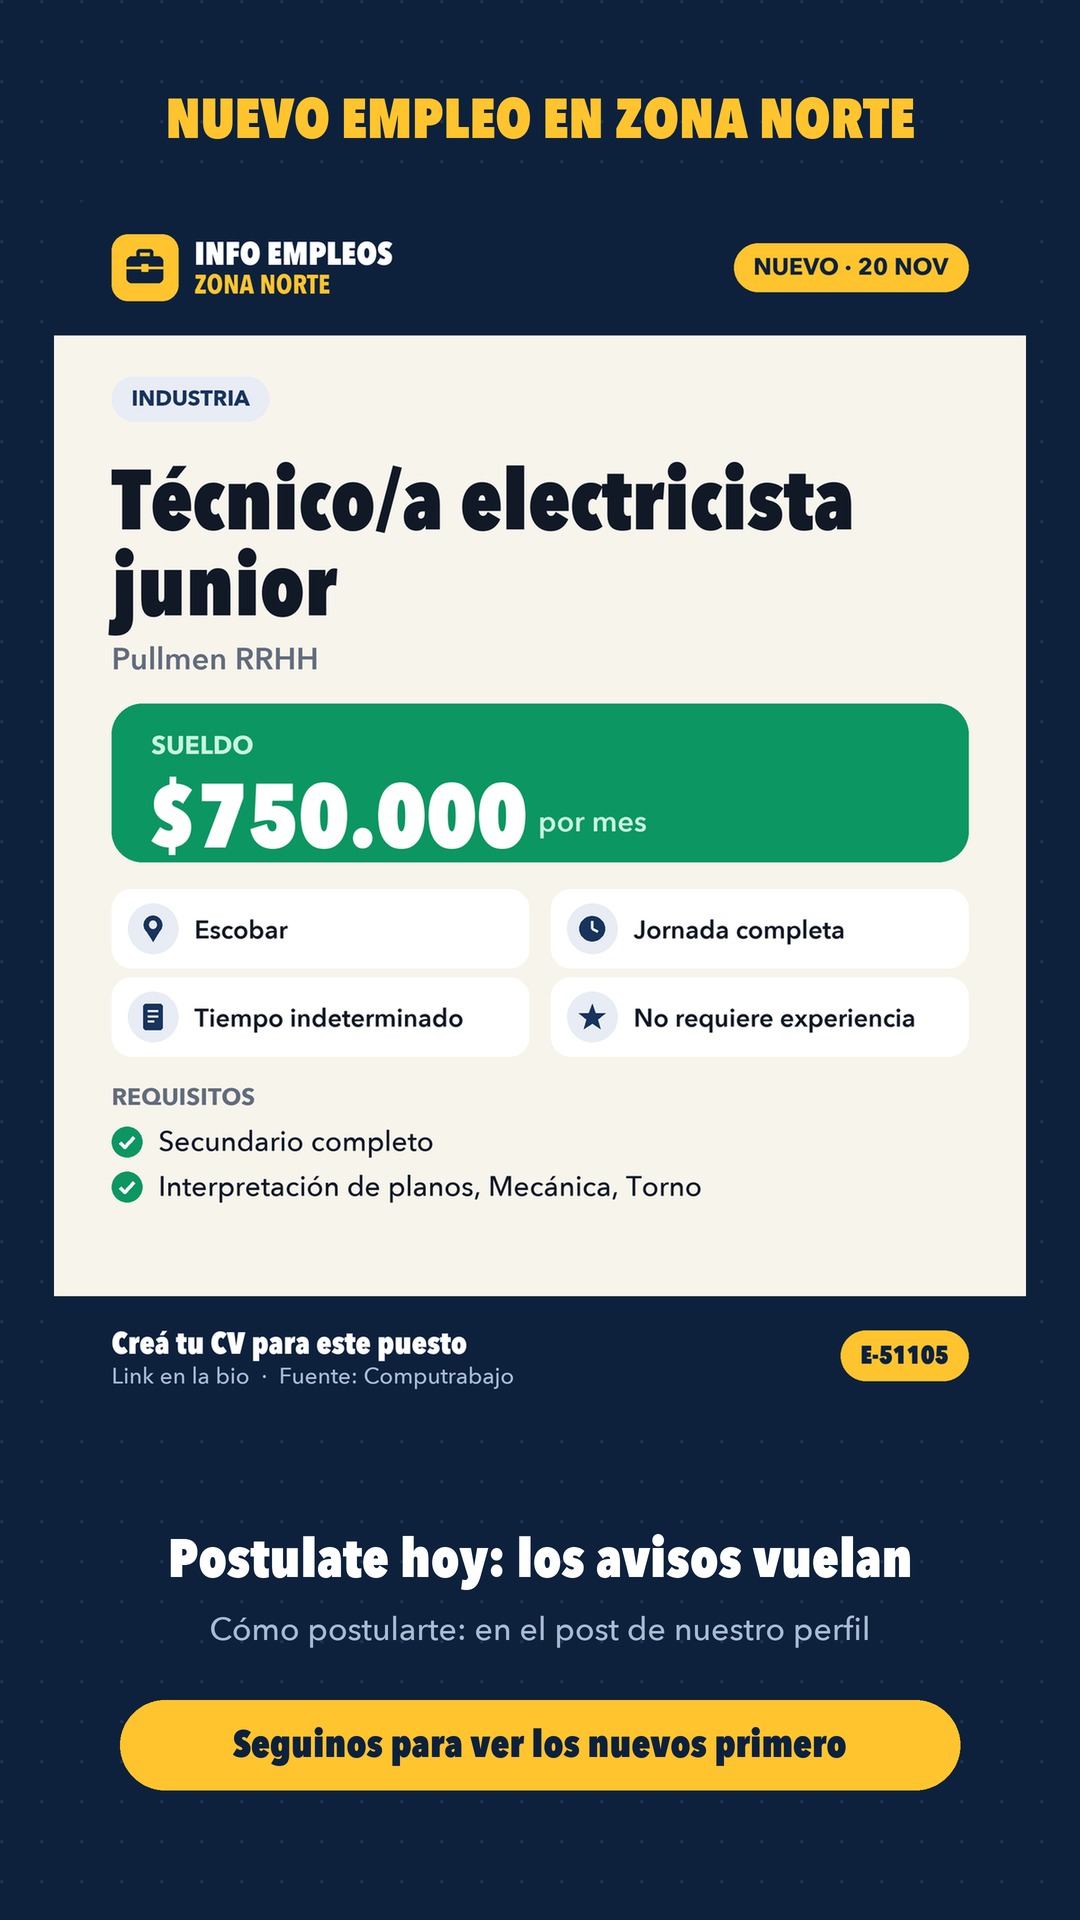 NUEVO EMPLEO EN ZONA NORTE
INFO EMPLEOS
ZONA NORTE
NUEVO · 20 NOV
INDUSTRIA
Técnico/a electricista
junior
Pullmen RRHH
SUELDO
$750.000 por mes
Escobar
Jornada completa
Tiempo indeterminado
No requiere experiencia
REQUISITOS
Secundario completo
Interpretación de planos, Mecánica, Torno
Creá tu CV para este puesto
Link en la bio · Fuente: Computrabajo
E-51105
Postulate hoy: los avisos vuelan
Cómo postularte: en el post de nuestro perfil
Seguinos para ver los nuevos primero